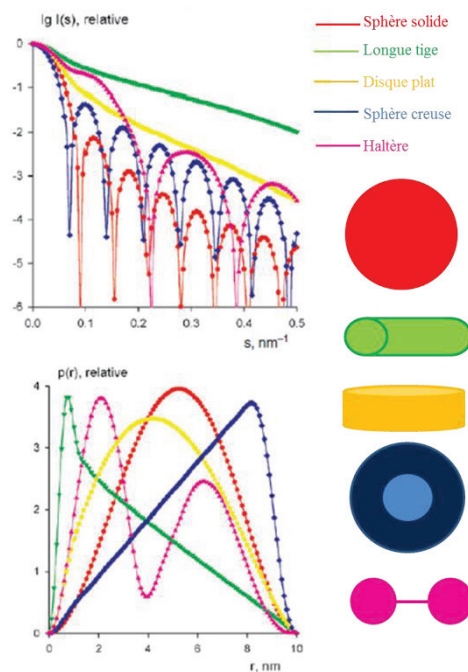 lg I(s), relative
-0
-1
-2
-3
-4
-5
-6
0.0 0.1 0.2 0.3 0.4 0.5
s, nm⁻¹
Sphère solide
Longue tige
Disque plat
Sphère creuse
Haltère
p(r), relative
4
3
2
1
0
0 2 4 6 8 10
r, nm